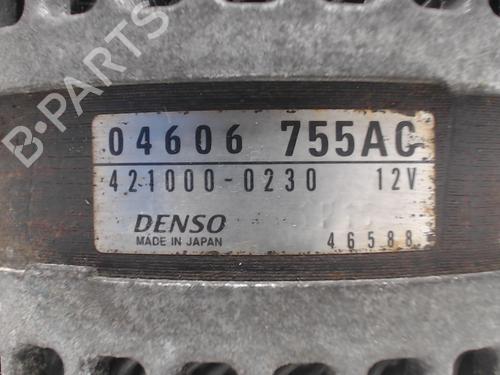 04606 755AC
421000-0230 12V
DENSO
MADE IN JAPAN 46588
B-PARTS